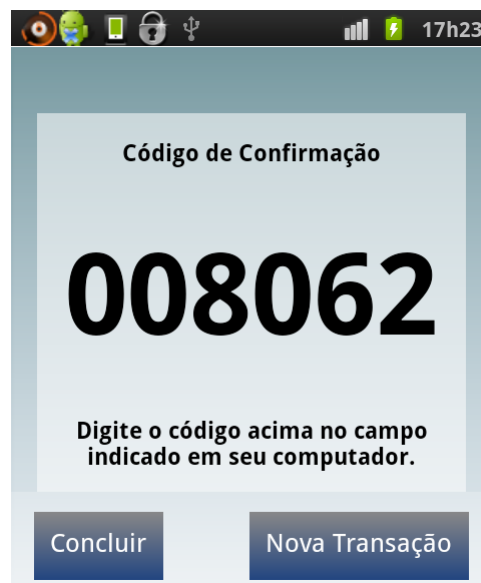 17h23
Código de Confirmação
008062
Digite o código acima no campo
indicado em seu computador.
Concluir Nova Transação